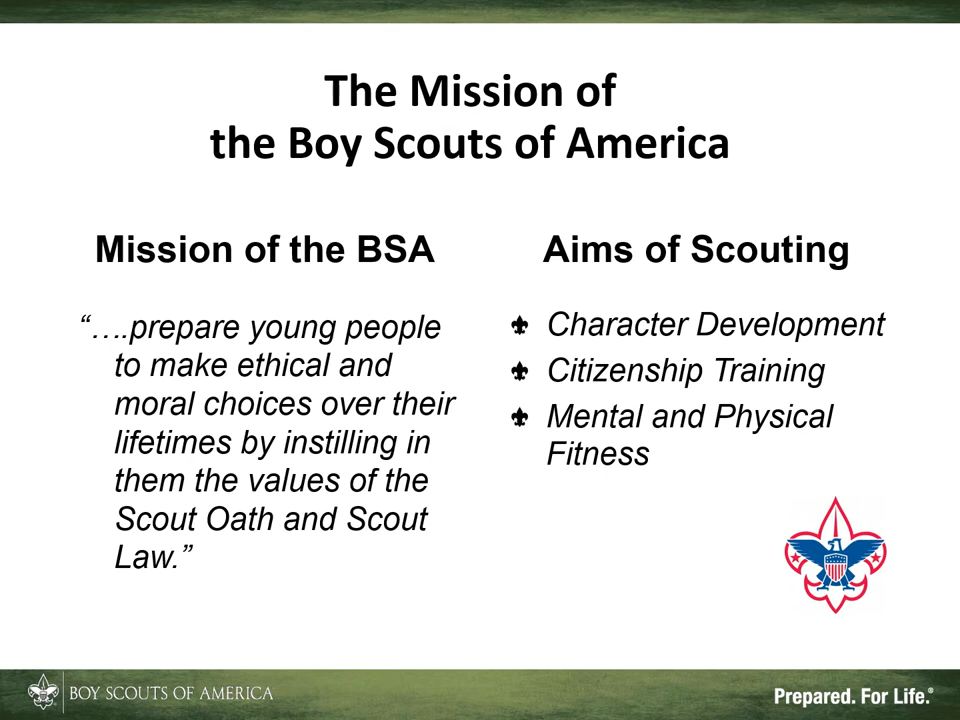 The Mission of
the Boy Scouts of America
Mission of the BSA
“….prepare young people
to make ethical and
moral choices over their
lifetimes by instilling in
them the values of the
Scout Oath and Scout
Law.”
Aims of Scouting
Character Development
Citizenship Training
Mental and Physical
Fitness
BOY SCOUTS OF AMERICA
Prepared. For Life.®